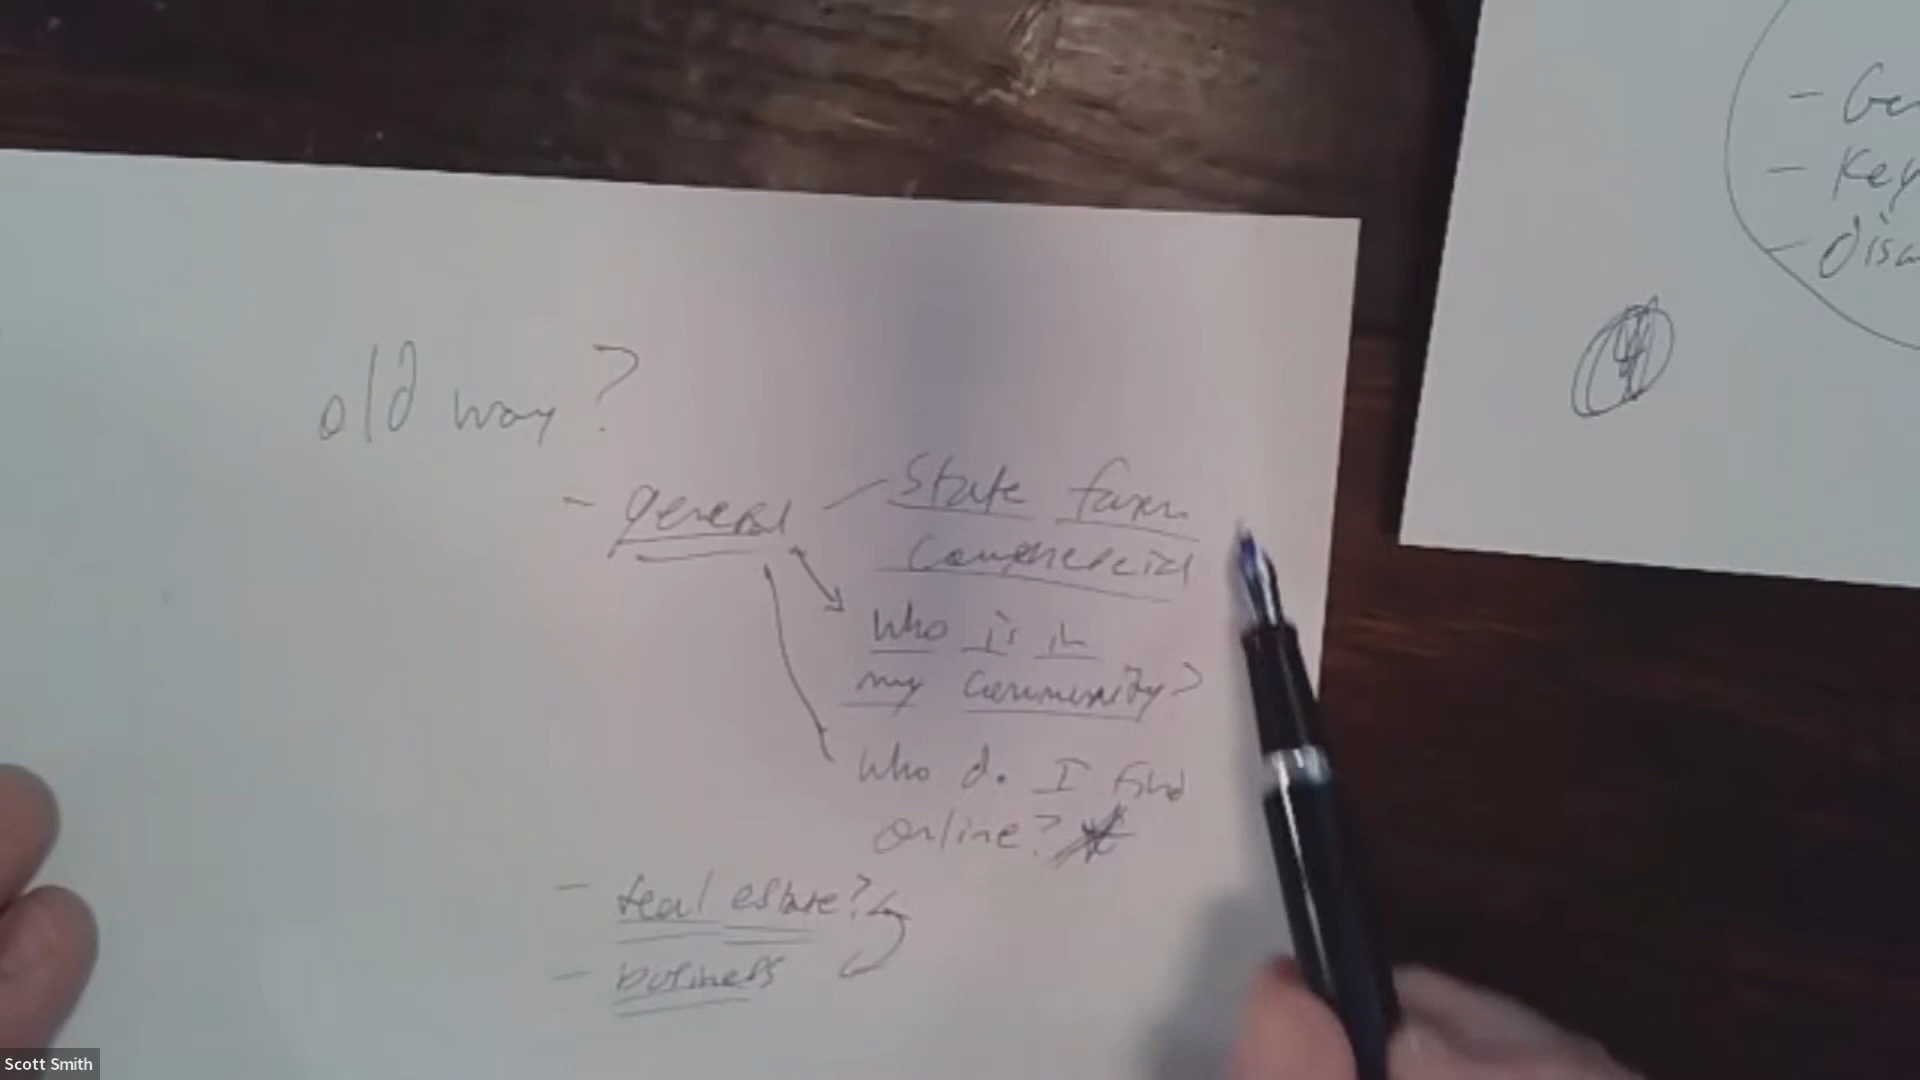 old way?
- general
State farm
commercial
who is in
my community?
who do I find
online?
- real estate?
- business
- Key
Scott Smith